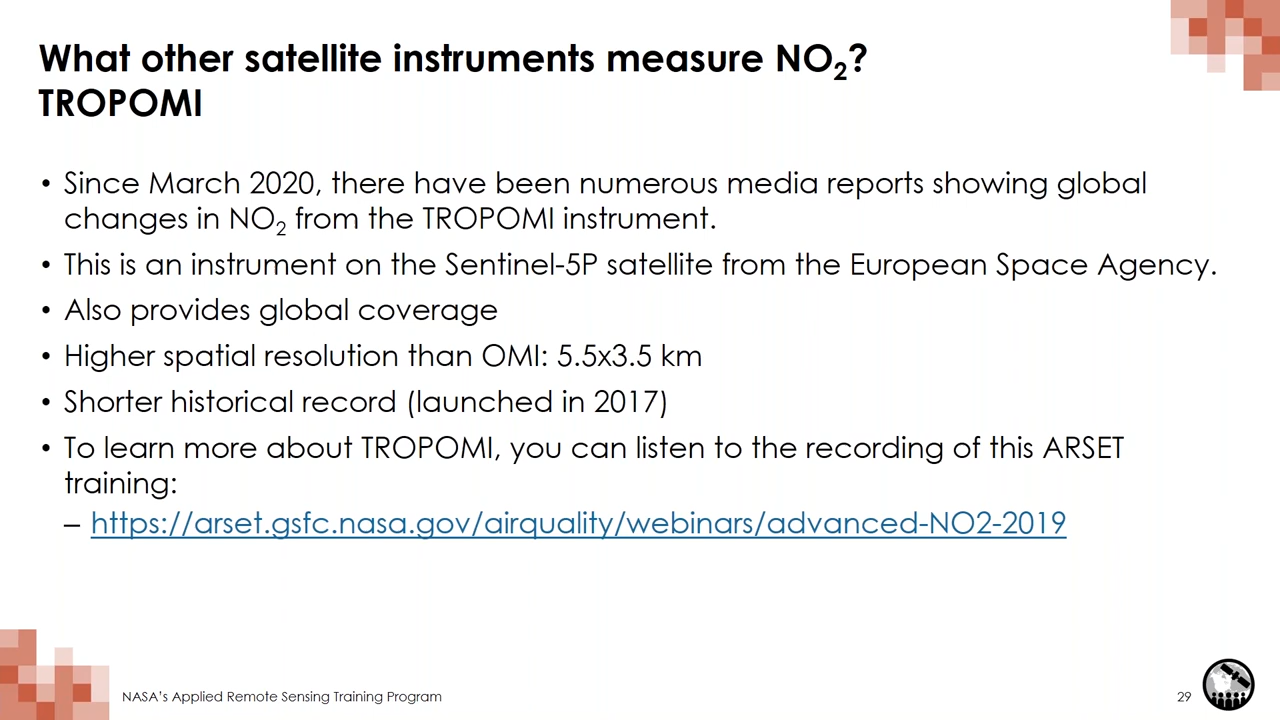 What other satellite instruments measure NO₂?
TROPOMI
• Since March 2020, there have been numerous media reports showing global
changes in NO₂ from the TROPOMI instrument.
• This is an instrument on the Sentinel-5P satellite from the European Space Agency.
• Also provides global coverage
• Higher spatial resolution than OMI: 5.5x3.5 km
• Shorter historical record (launched in 2017)
• To learn more about TROPOMI, you can listen to the recording of this ARSET
training:
– https://arset.gsfc.nasa.gov/airquality/webinars/advanced-NO2-2019
NASA's Applied Remote Sensing Training Program
29